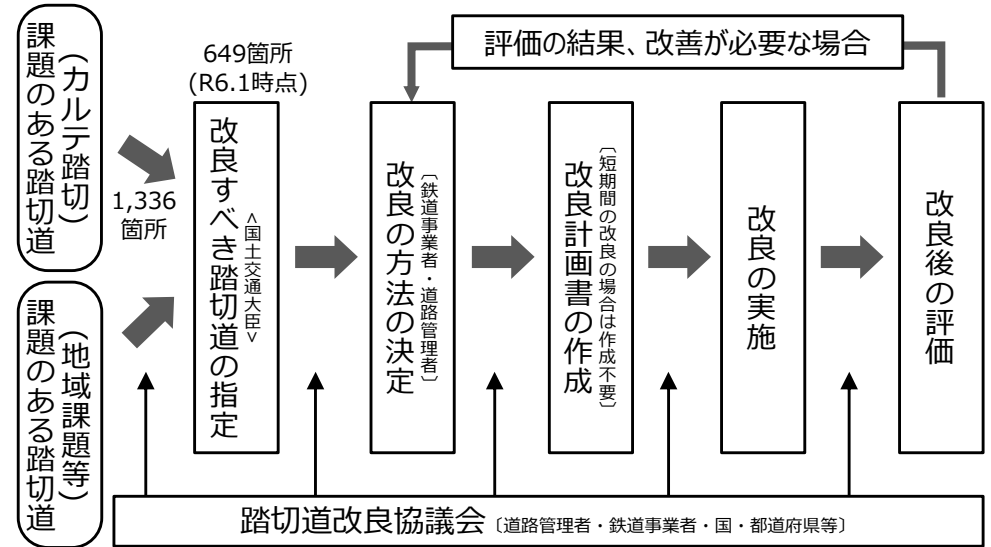 課題のある踏切道
（カルテ踏切）
1,336
箇所
課題のある踏切道
（地域課題等）
649箇所
(R6.1時点)
改良すべき踏切道の指定
<国土交通大臣>
評価の結果、改善が必要な場合
改良の方法の決定
〔鉄道事業者・道路管理者〕
改良計画書の作成
〔短期間の改良の場合は作成不要〕
改良の実施
改良後の評価
踏切道改良協議会〔道路管理者・鉄道事業者・国・都道府県等〕